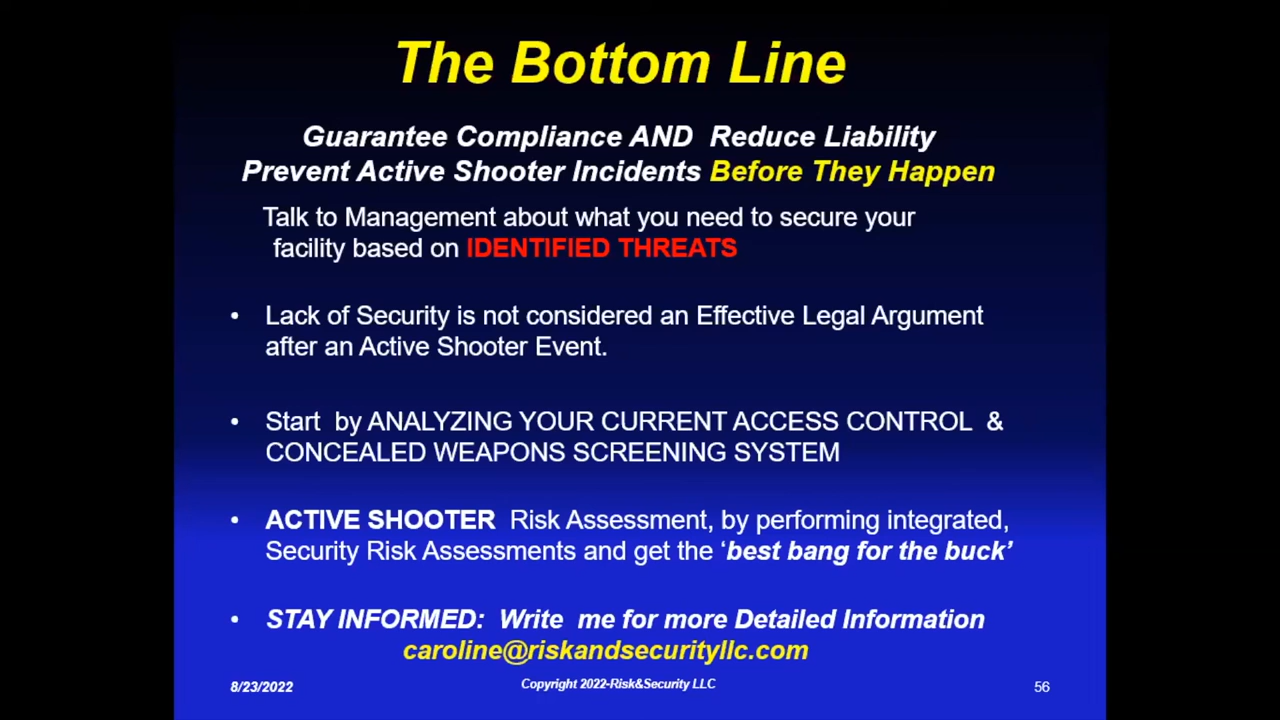 The Bottom Line
Guarantee Compliance AND Reduce Liability
Prevent Active Shooter Incidents Before They Happen
Talk to Management about what you need to secure your
facility based on IDENTIFIED THREATS
• Lack of Security is not considered an Effective Legal Argument
after an Active Shooter Event.
• Start by ANALYZING YOUR CURRENT ACCESS CONTROL &
CONCEALED WEAPONS SCREENING SYSTEM
• ACTIVE SHOOTER Risk Assessment, by performing integrated,
Security Risk Assessments and get the ‘best bang for the buck’
• STAY INFORMED: Write me for more Detailed Information
caroline@riskandsecurityllc.com
8/23/2022 Copyright 2022-Risk&Security LLC 56